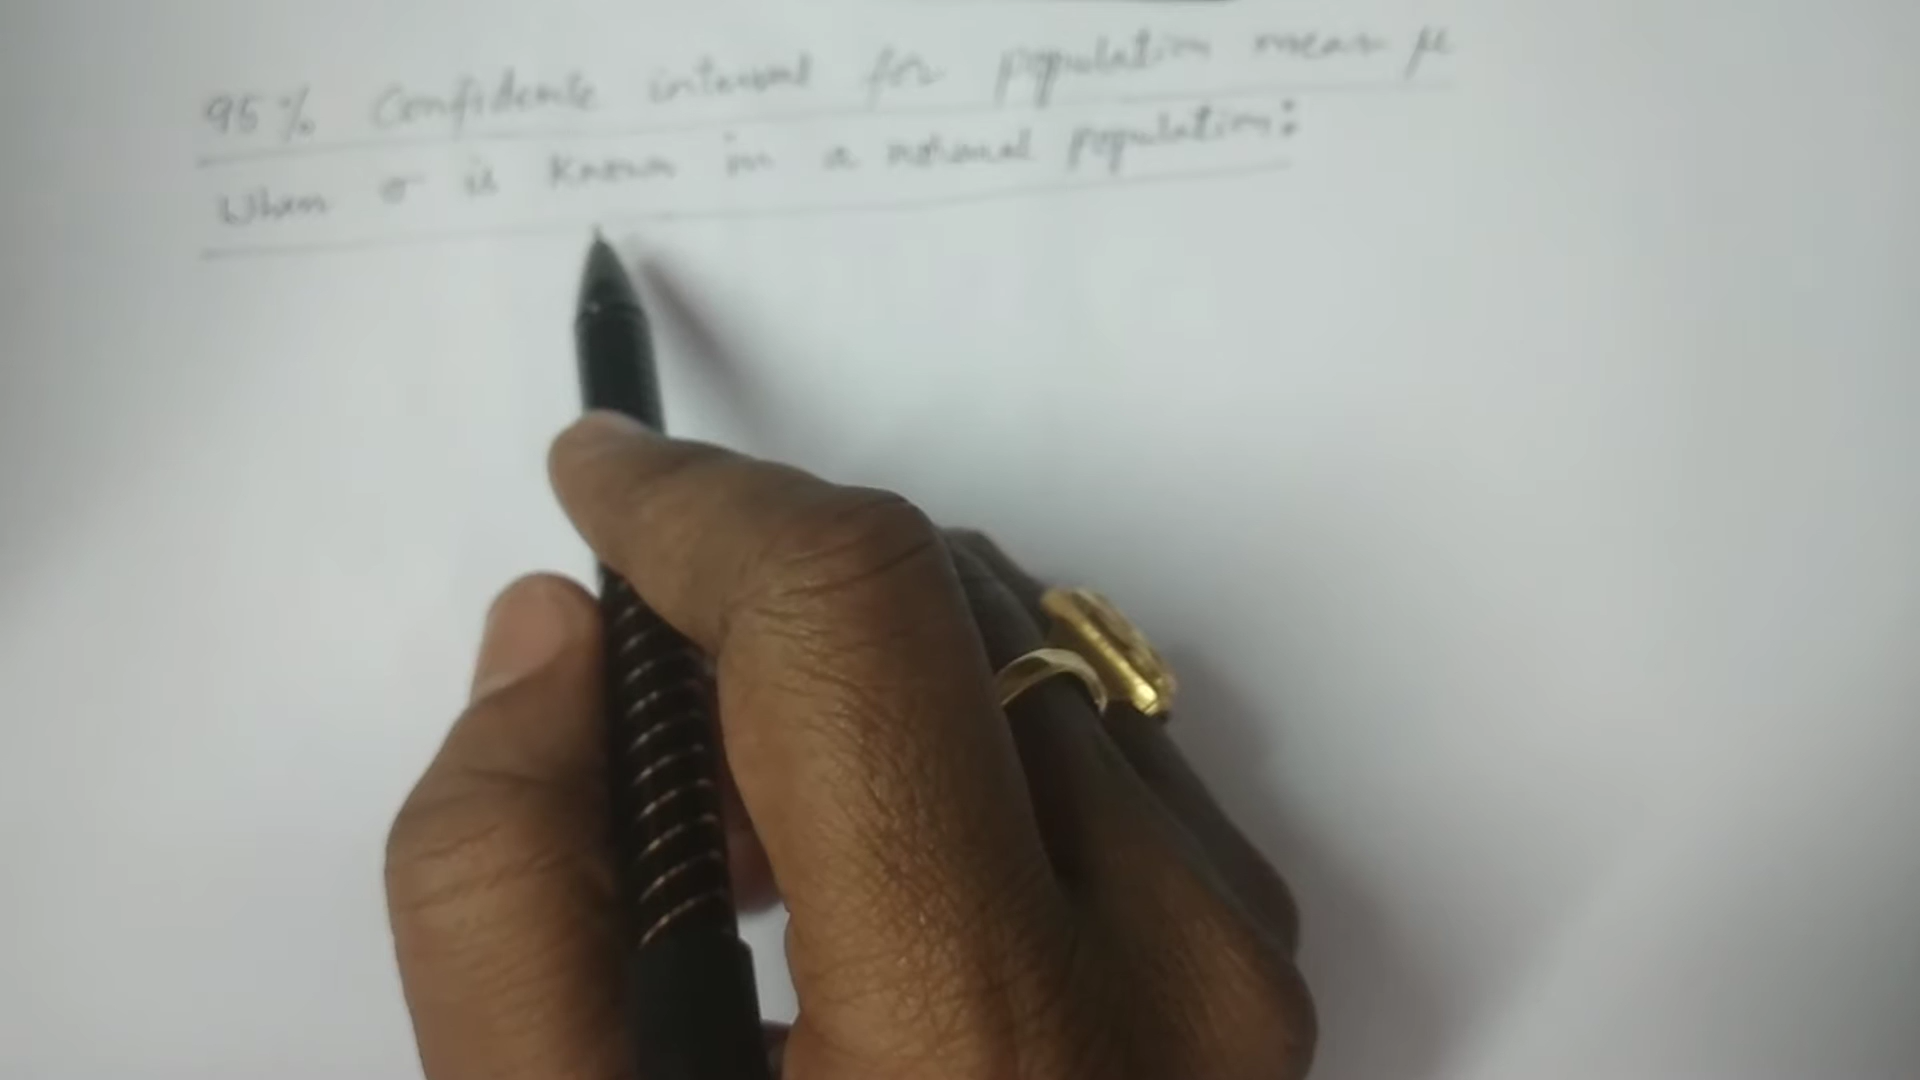 95% Confidence interval for population mean μ
When σ is known in a normal population: